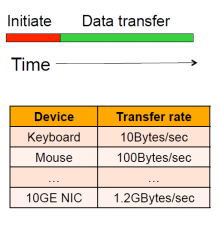 Initiate Data transfer
Time
Device Transfer rate
Keyboard 10Bytes/sec
Mouse 100Bytes/sec
... ...
10GE NIC 1.2GBytes/sec